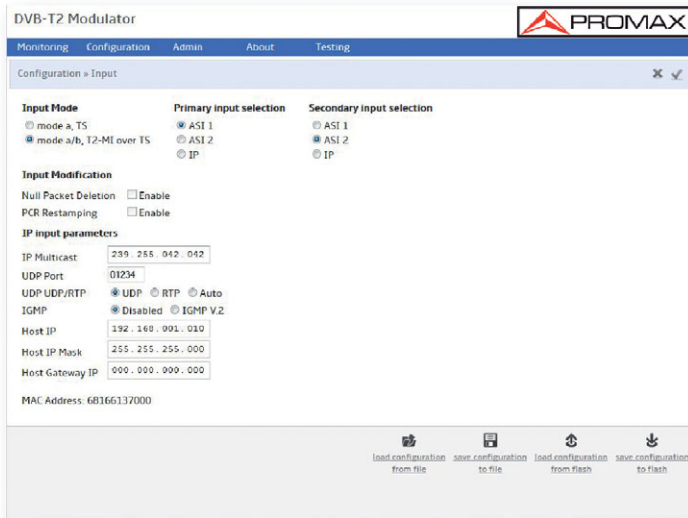 DVB-T2 Modulator
PROMAX
Monitoring Configuration Admin About Testing
Configuration » Input
Input Mode
mode a, TS
mode a/b, T2-MI over TS
Primary input selection
ASI 1
ASI 2
IP
Secondary input selection
ASI 1
ASI 2
IP
Input Modification
Null Packet Deletion Enable
PCR Restamping Enable
IP input parameters
IP Multicast 239.255.042.042
UDP Port 01234
UDP UDP/RTP UDP RTP Auto
IGMP Disabled IGMP V.2
Host IP 192.168.001.010
Host IP Mask 255.255.255.000
Host Gateway IP 000.000.000.000
MAC Address: 68166137000
load configuration from file
save configuration to file
load configuration from flash
save configuration to flash